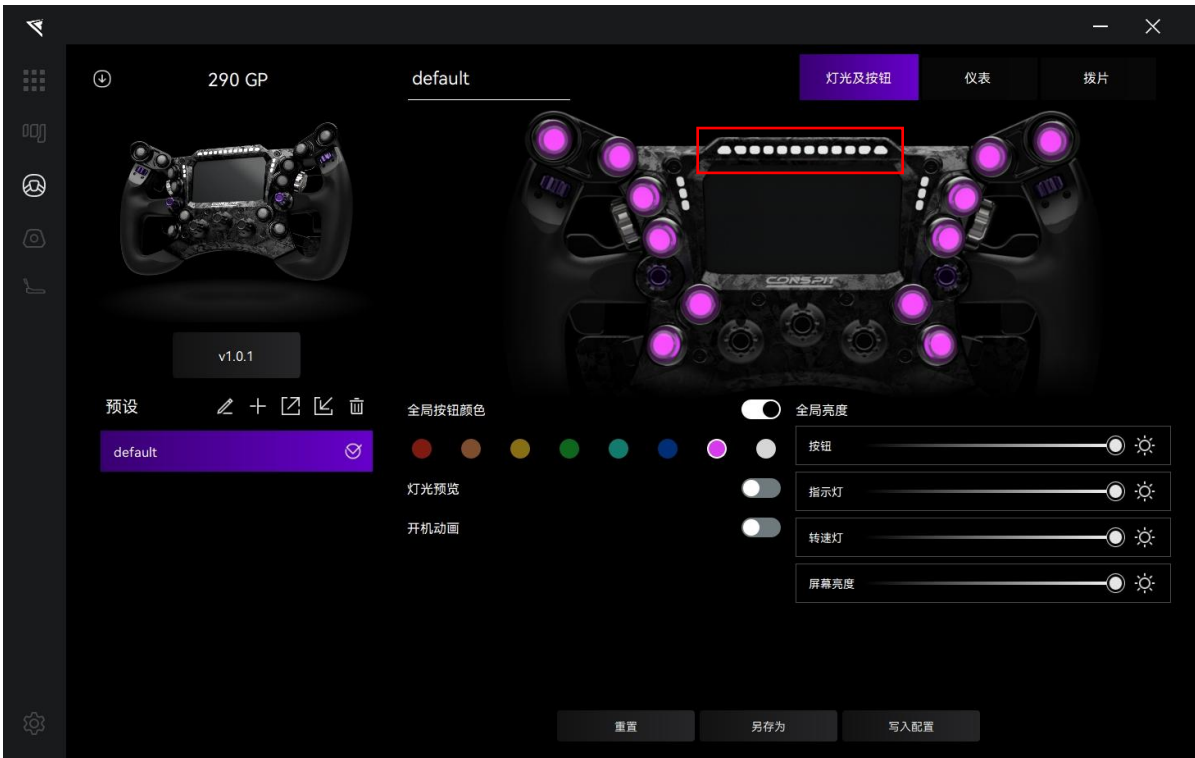 290 GP
default
灯光及按钮
仪表
拨片
CONSPIT
v1.0.1
预设
default
全局按钮颜色
灯光预览
开机动画
全局亮度
按钮
指示灯
转速灯
屏幕亮度
重置
另存为
写入配置